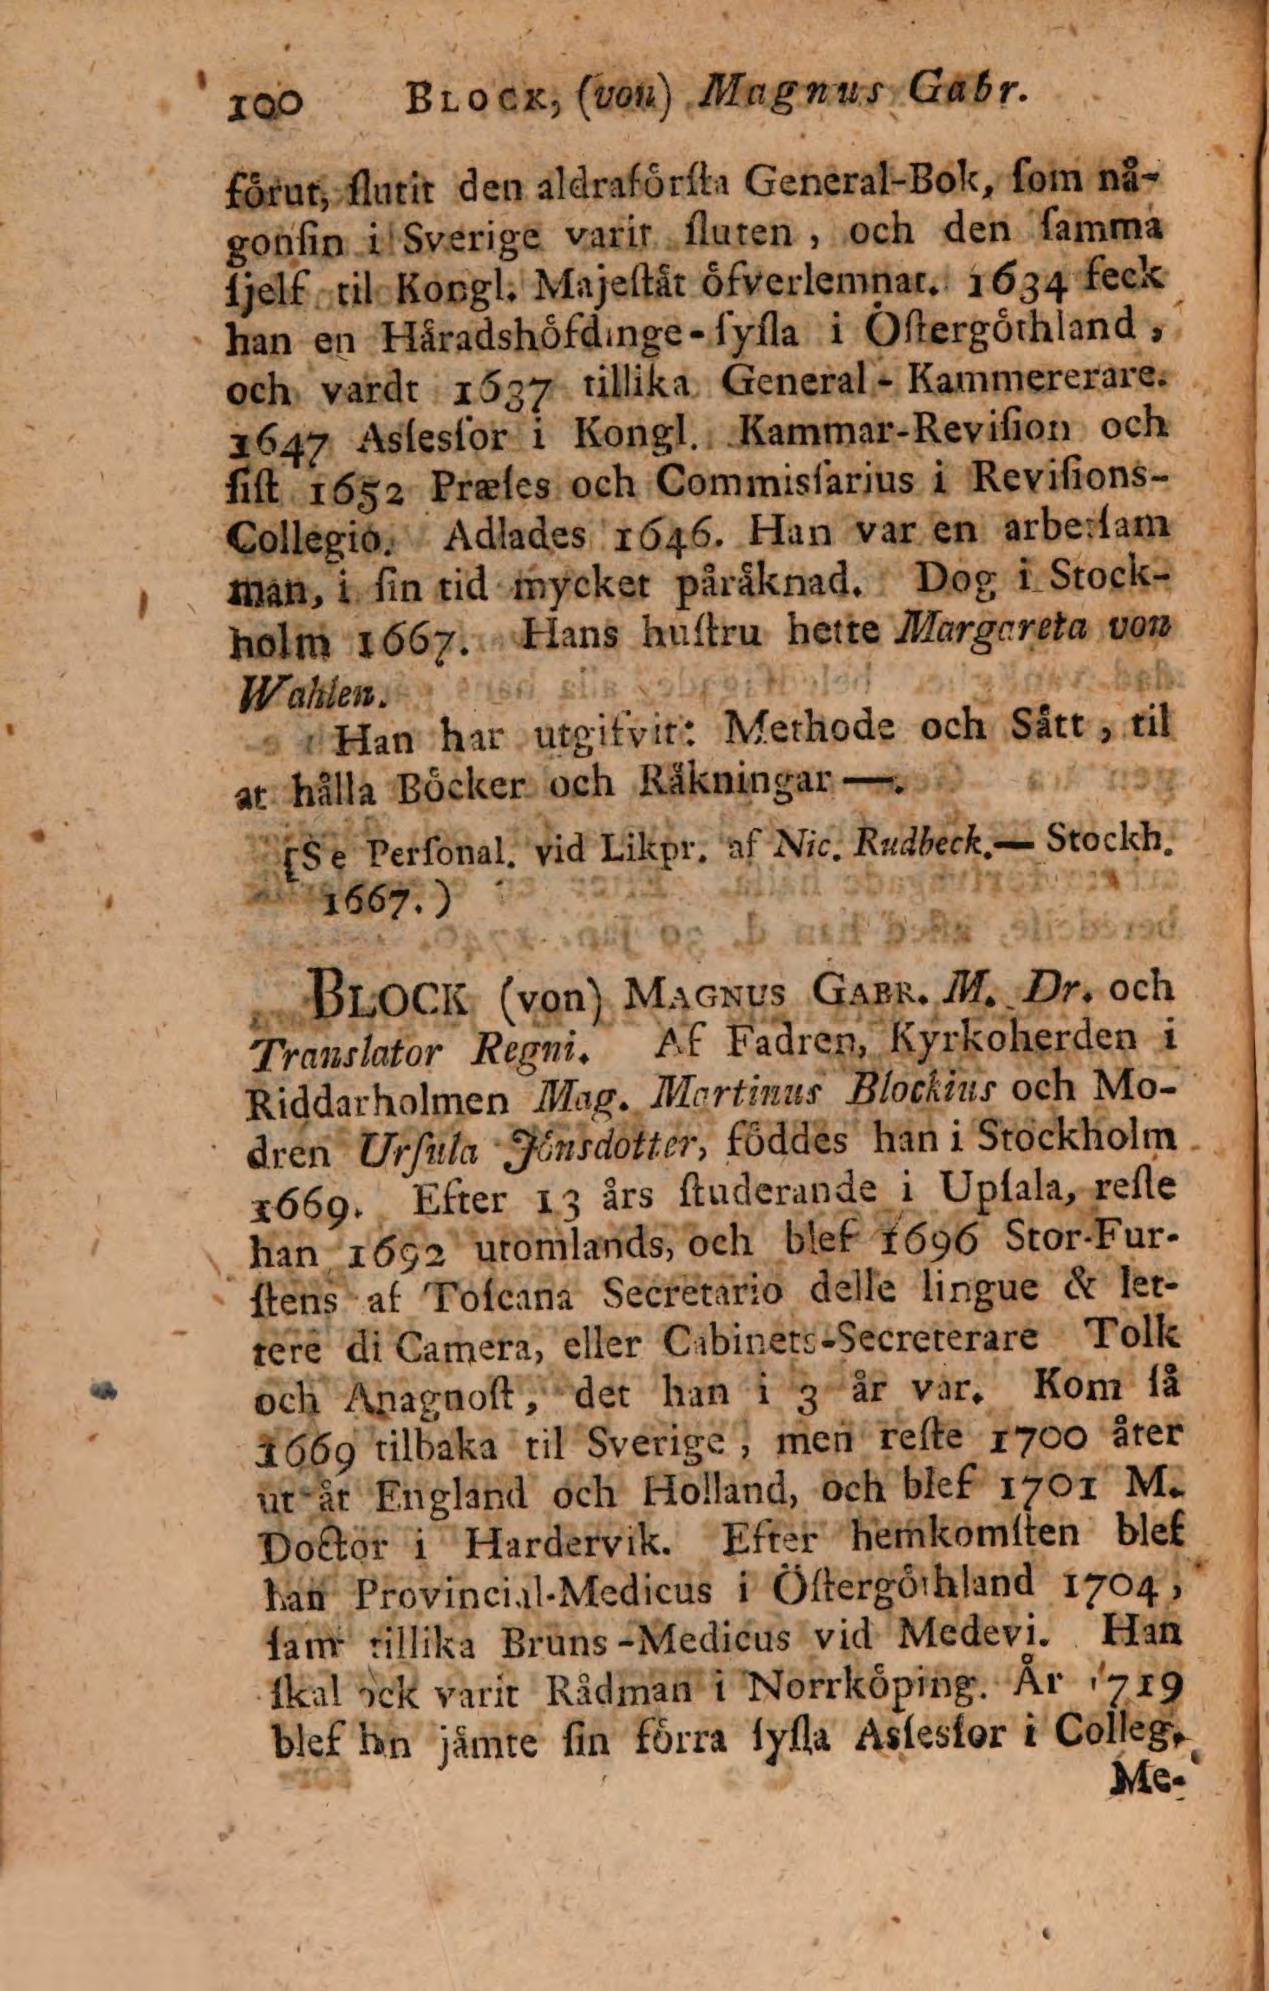 100 BLOCK, (von) Magnus Gabr.
förut, ſlutit den aldraförſta General-Bok, ſom nå-
gonſin i Sverige varit ſluten, och den ſamma
ſjelf til Kongl. Majeſtåt öfverlemnat. 1634 feck
han en Håradshöfdinge-ſyſla i Öſtergöthland,
och vardt 1637 tillika General-Kammererare.
1647 Asſesſor i Kongl. Kammar-Reviſion och
ſiſt 1652 Præſes och Commisſarius i Reviſions-
Collegio. Adlades 1646. Han var en arbetſam
man, i ſin tid mycket påråknad. Dog i Stock-
holm 1667. Hans huſtru hette Margareta von
Wahlen.
Han har utgifvit: Methode och Sått, til
at hålla Böcker och Råkningar —.
[Se Perſonal. vid Likpr. af Nic. Rudbeck.— Stockh.
1667.)
BLOCK (von) MAGNUS GABR. M. Dr. och
Translator Regni. Af Fadren, Kyrkoherden i
Riddarholmen Mag. Martinus Blockius och Mo-
dren Urſula Jönsdotter, föddes han i Stockholm
1669. Efter 13 års ſtuderande i Upſala, reſte
han 1692 utomlands, och blef 1696 Stor-Fur-
ſtens af Toſcana Secretario delle lingue & let-
tere di Camera, eller Cabinets-Secreterare Tolk
och Anagnoſt, det han i 3 år var. Kom ſå
1669 tilbaka til Sverige, men reſte 1700 åter
ut åt England och Holland, och blef 1701 M.
Doctor i Hardervik. Efter hemkomſten blef
han Provincial-Medicus i Öſtergöthland 1704,
ſamt tillika Bruns-Medicus vid Medevi. Han
ſkal ock varit Rådman i Norrköping. År 1719
blef han jåmte ſin förra ſyſla Asſesſor i Colleg.
Me-